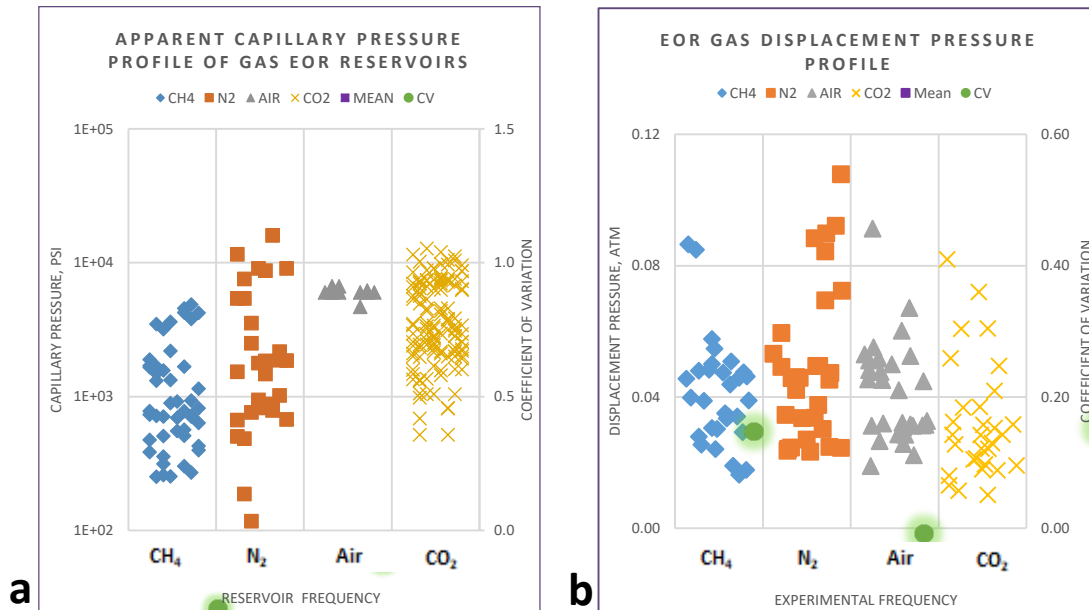 APPARENT CAPILLARY PRESSURE
PROFILE OF GAS EOR RESERVOIRS
CH4 N2 AIR CO2 MEAN CV
1E+05
1E+04
1E+03
1E+02
CAPILLARY PRESSURE, PSI
1.5
1.0
0.5
0.0
COEFFICIENT OF VARIATION
CH₄ N₂ Air CO₂
RESERVOIR FREQUENCY
a
EOR GAS DISPLACEMENT PRESSURE
PROFILE
CH4 N2 AIR CO2 Mean CV
0.12
0.08
0.04
0.00
DISPLACEMENT PRESSURE, ATM
0.60
0.40
0.20
0.00
COEFFICIENT OF VARIATION
CH₄ N₂ Air CO₂
EXPERIMENTAL FREQUENCY
b